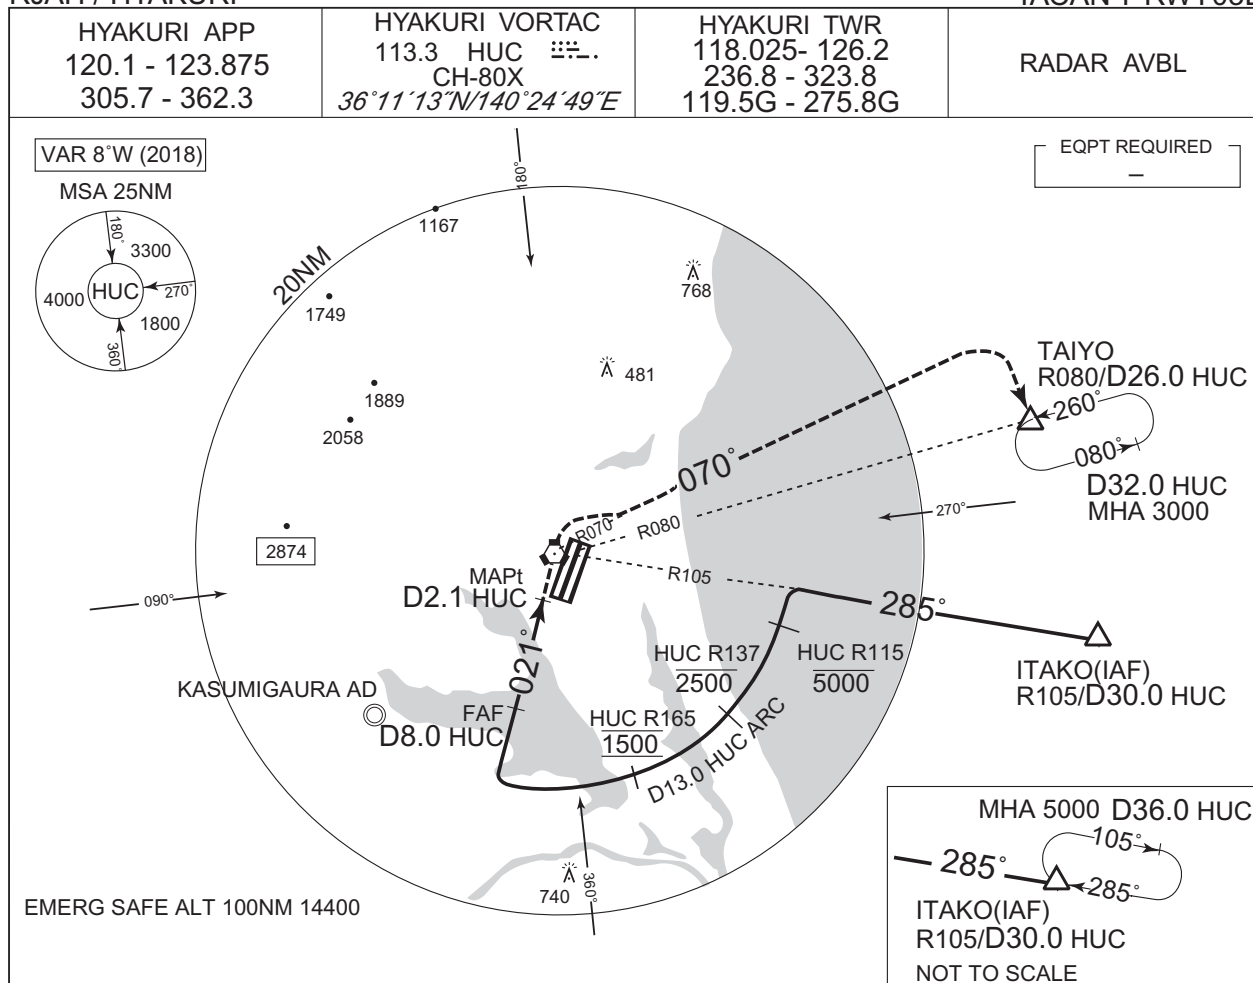 HYAKURI APP
120.1 - 123.875
305.7 - 362.3
HYAKURI VORTAC
113.3 HUC
CH-80X
36°11´13˝N/140°24´49˝E
HYAKURI TWR
118.025- 126.2
236.8 - 323.8
119.5G - 275.8G
RADAR AVBL
VAR 8°W (2018)
MSA 25NM
180°
3300
4000
HUC
270°
1800
360°
EQPT REQUIRED
–
180°
1167
20NM
1749
768
481
1889
2058
TAIYO
R080/D26.0 HUC
260°
080°
D32.0 HUC
MHA 3000
070°
270°
2874
R070
R080
R105
MAPt
D2.1 HUC
090°
285°
021°
HUC R137
2500
HUC R115
5000
ITAKO(IAF)
R105/D30.0 HUC
KASUMIGAURA AD
FAF
D8.0 HUC
HUC R165
1500
D13.0 HUC ARC
740
360°
EMERG SAFE ALT 100NM 14400
MHA 5000 D36.0 HUC
105°
285°
285°
ITAKO(IAF)
R105/D30.0 HUC
NOT TO SCALE